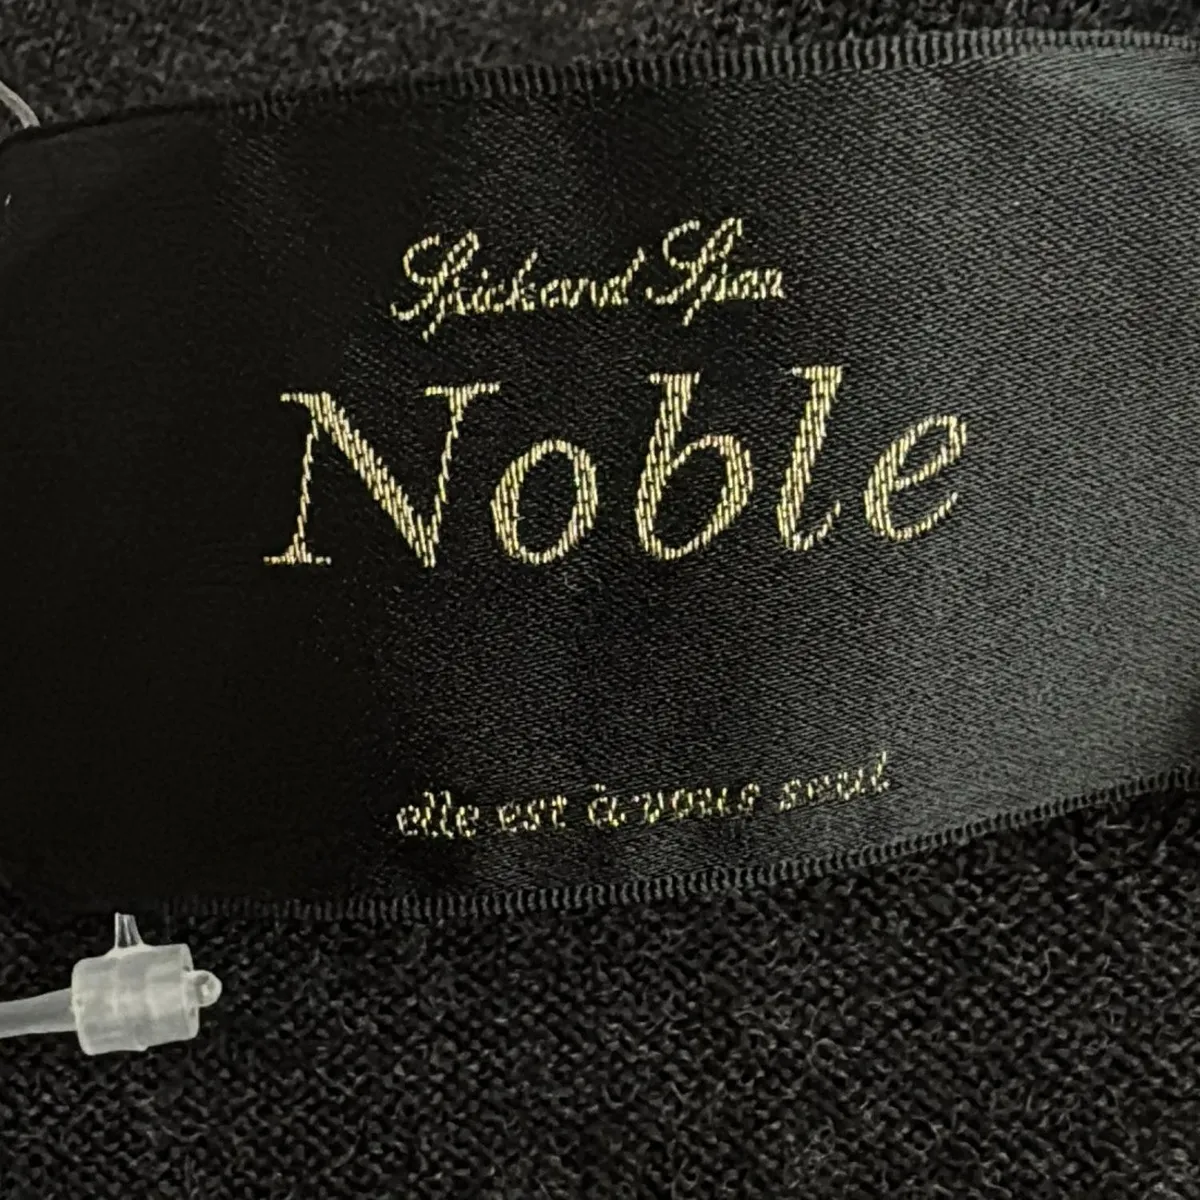 Spick and Span
Noble
elle est à vous seul